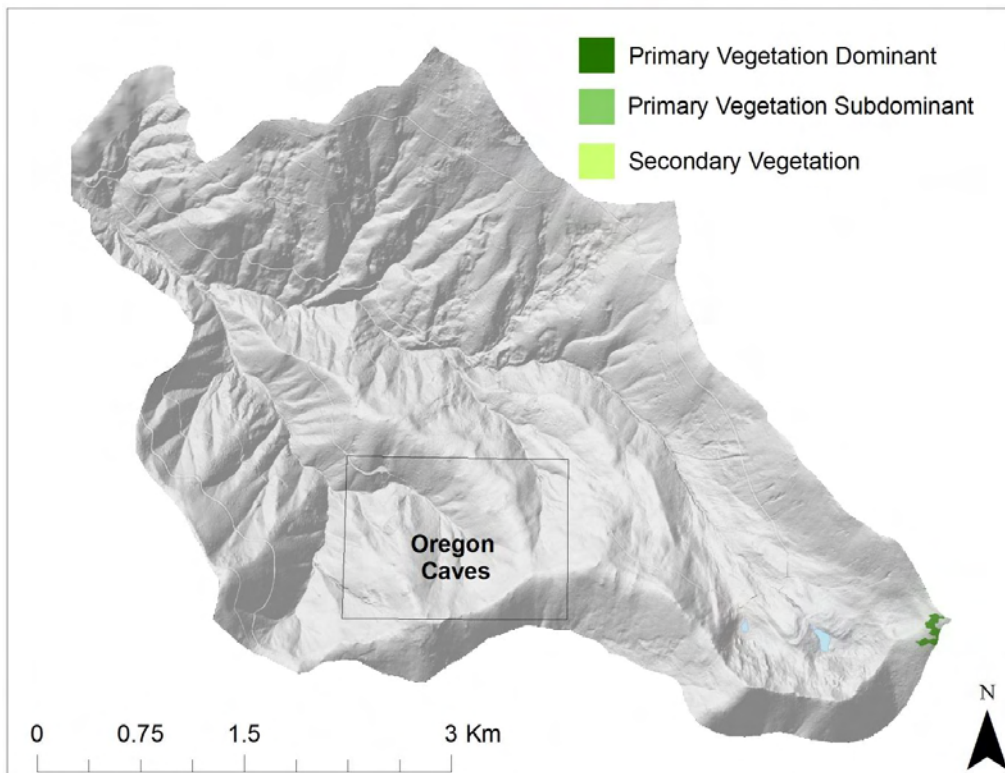 Primary Vegetation Dominant
Primary Vegetation Subdominant
Secondary Vegetation
Oregon
Caves
N
0 0.75 1.5 3 Km